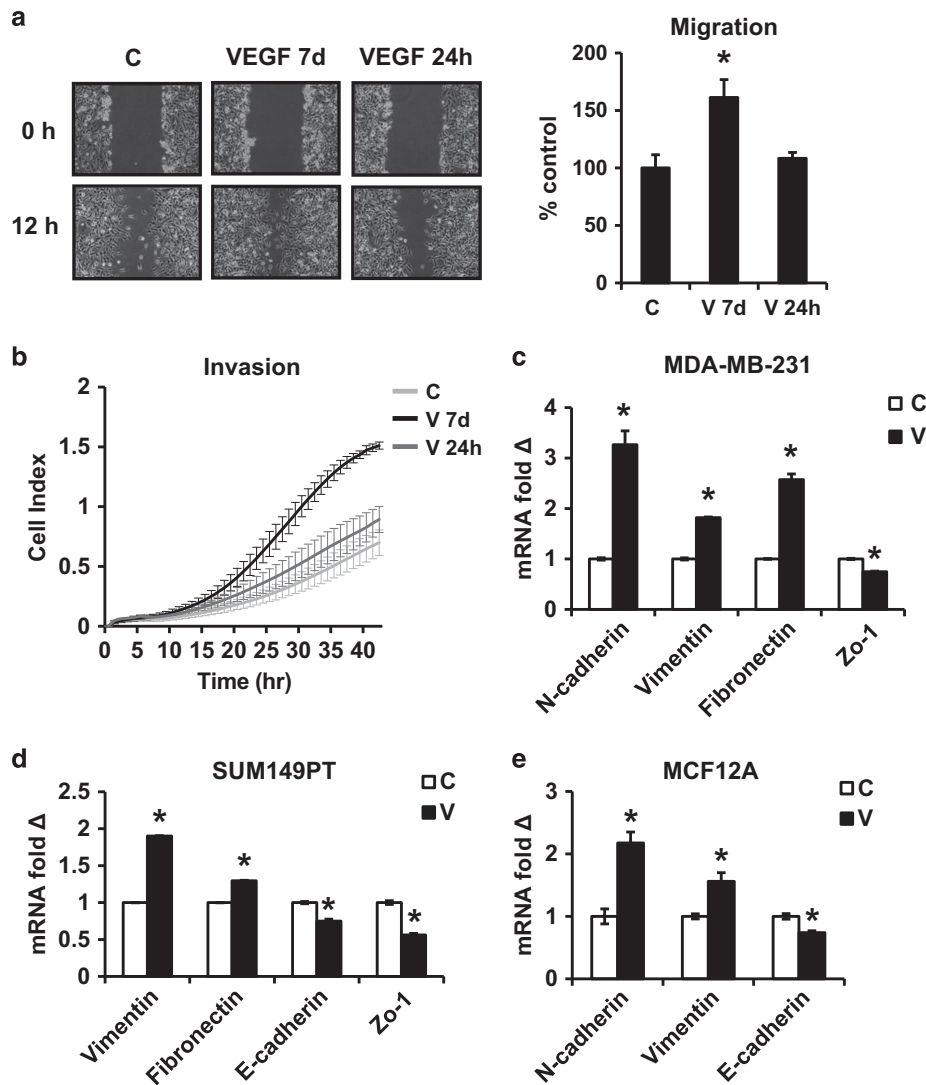 a
C VEGF 7d VEGF 24h
0 h
12 h
Migration
% control
200
150
100
50
0
*
C V 7d V 24h
b
Invasion
Cell Index
2
1.5
1
0.5
0
0 5 10 15 20 25 30 35 40
Time (hr)
C
V 7d
V 24h
c
MDA-MB-231
mRNA fold Δ
4
3
2
1
0
* * * *
N-cadherin Vimentin Fibronectin Zo-1
C
V
d
SUM149PT
mRNA fold Δ
2.5
2
1.5
1
0.5
0
* * * *
Vimentin Fibronectin E-cadherin Zo-1
C
V
e
MCF12A
mRNA fold Δ
3
2
1
0
* * *
N-cadherin Vimentin E-cadherin
C
V